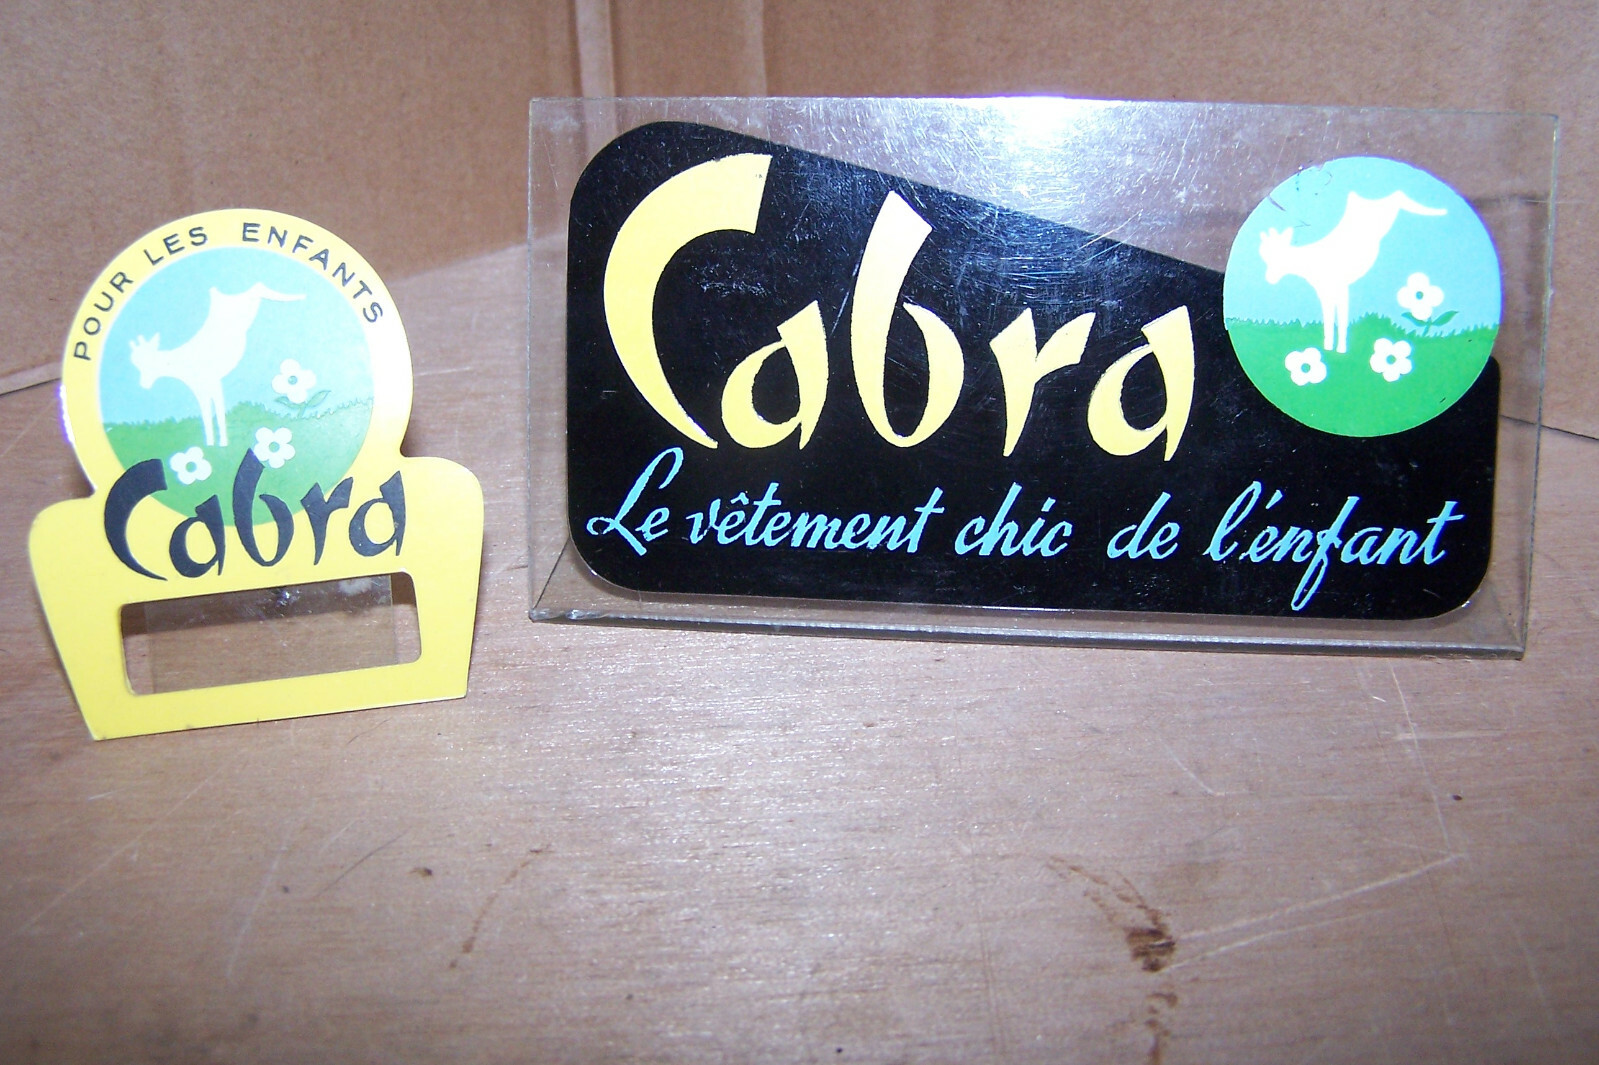 POUR LES ENFANTS
Cabra
Cabra
Le vêtement chic de l'enfant